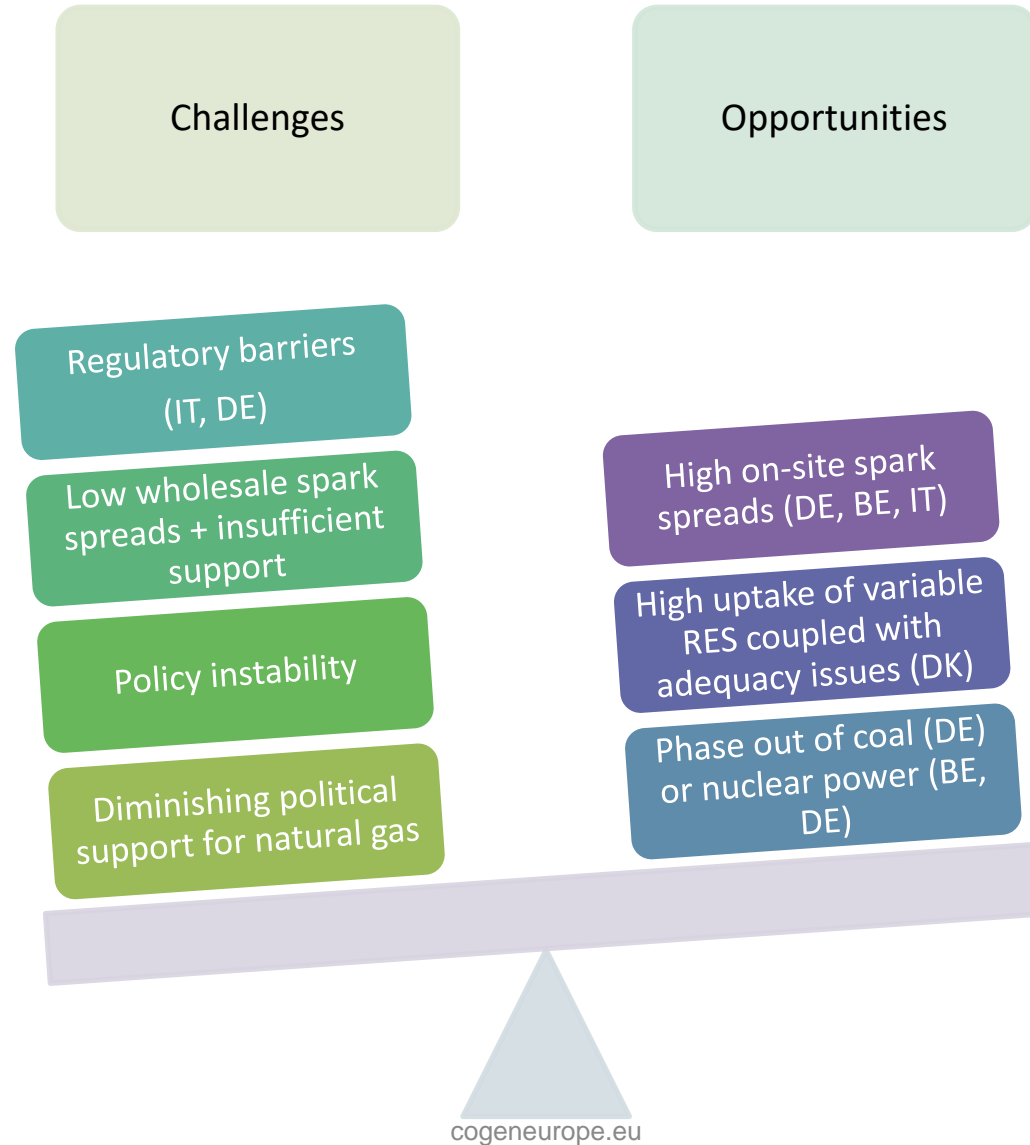 Challenges
Opportunities
Regulatory barriers
(IT, DE)
Low wholesale spark
spreads + insufficient
support
Policy instability
Diminishing political
support for natural gas
High on-site spark
spreads (DE, BE, IT)
High uptake of variable
RES coupled with
adequacy issues (DK)
Phase out of coal (DE)
or nuclear power (BE,
DE)
cogeneurope.eu